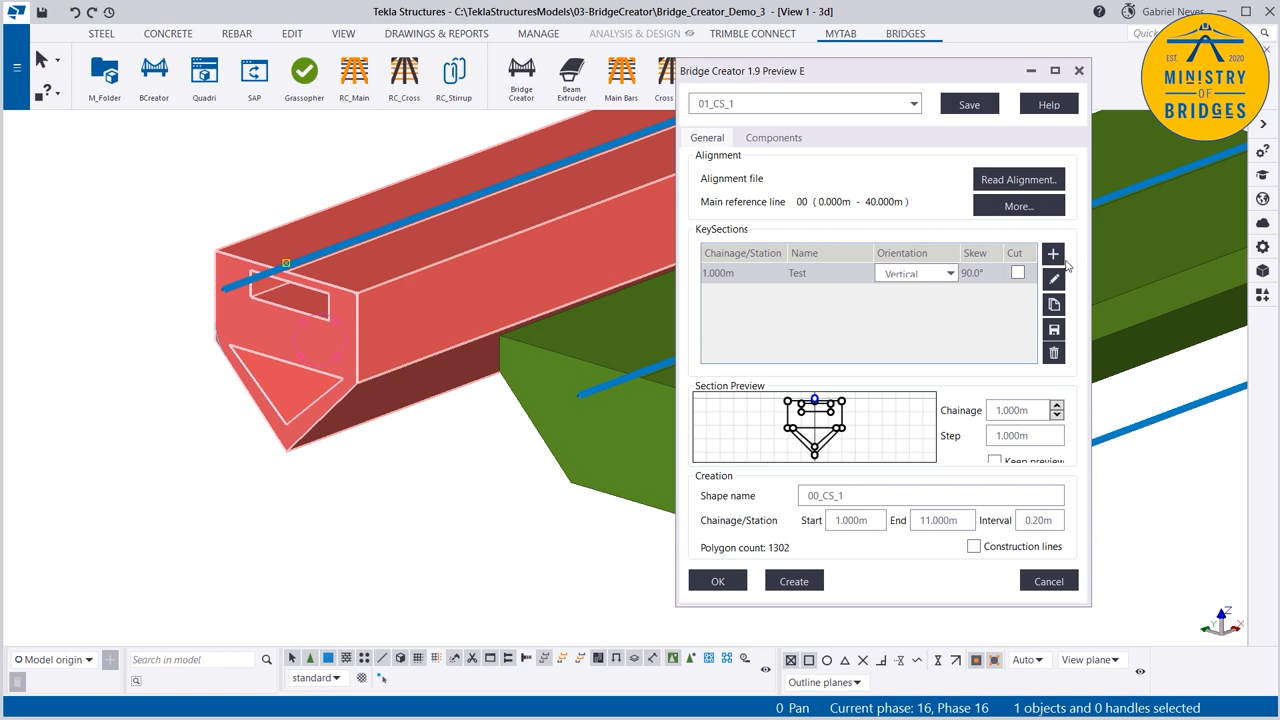 Tekla Structures - C:\TeklaStructuresModels\03-BridgeCreator\Bridge_Creator_Demo_3 - [View 1 - 3d]
Gabriel Neves
STEEL CONCRETE REBAR EDIT VIEW DRAWINGS & REPORTS MANAGE ANALYSIS & DESIGN TRIMBLE CONNECT MYTAB BRIDGES
M_Folder BCreator Quadri SAP Grassopher RC_Main RC_Cross RC_Stirrup Bridge Creator Beam Extruder Main Bars Cross
EST. 2020
MINISTRY
OF
BRIDGES
Bridge Creator 1.9 Preview E
01_CS_1 Save Help
General Components
Alignment
Alignment file Read Alignment..
Main reference line 00 ( 0.000m - 40.000m ) More...
KeySections
Chainage/Station Name Orientation Skew Cut
1.000m Test Vertical 90.0°
Section Preview
Chainage 1.000m
Step 1.000m
Keep preview
Creation
Shape name 00_CS_1
Chainage/Station Start 1.000m End 11.000m Interval 0.20m
Polygon count: 1302 Construction lines
OK Create Cancel
Z
Y X
Model origin Search in model Auto View plane
standard Outline planes
0 Pan Current phase: 16, Phase 16 1 objects and 0 handles selected